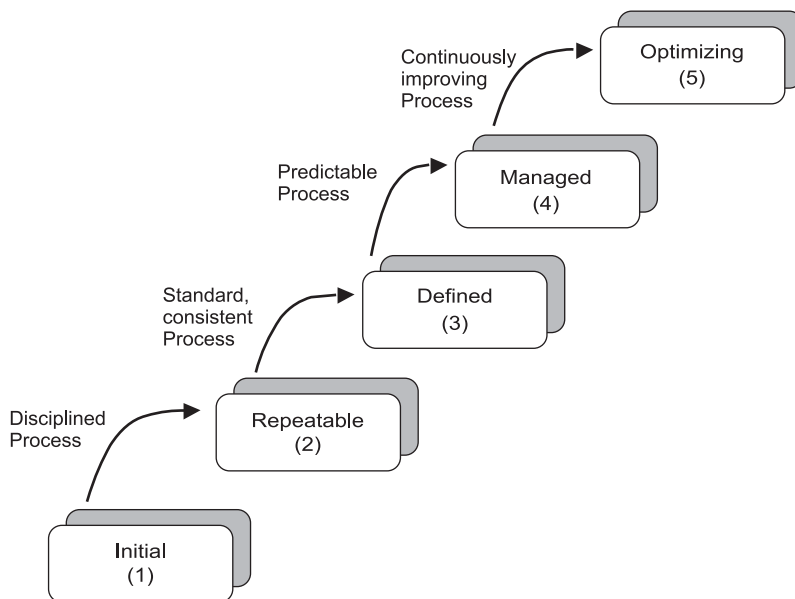 Continuously
improving
Process
Optimizing
(5)
Predictable
Process
Managed
(4)
Standard,
consistent
Process
Defined
(3)
Disciplined
Process
Repeatable
(2)
Initial
(1)